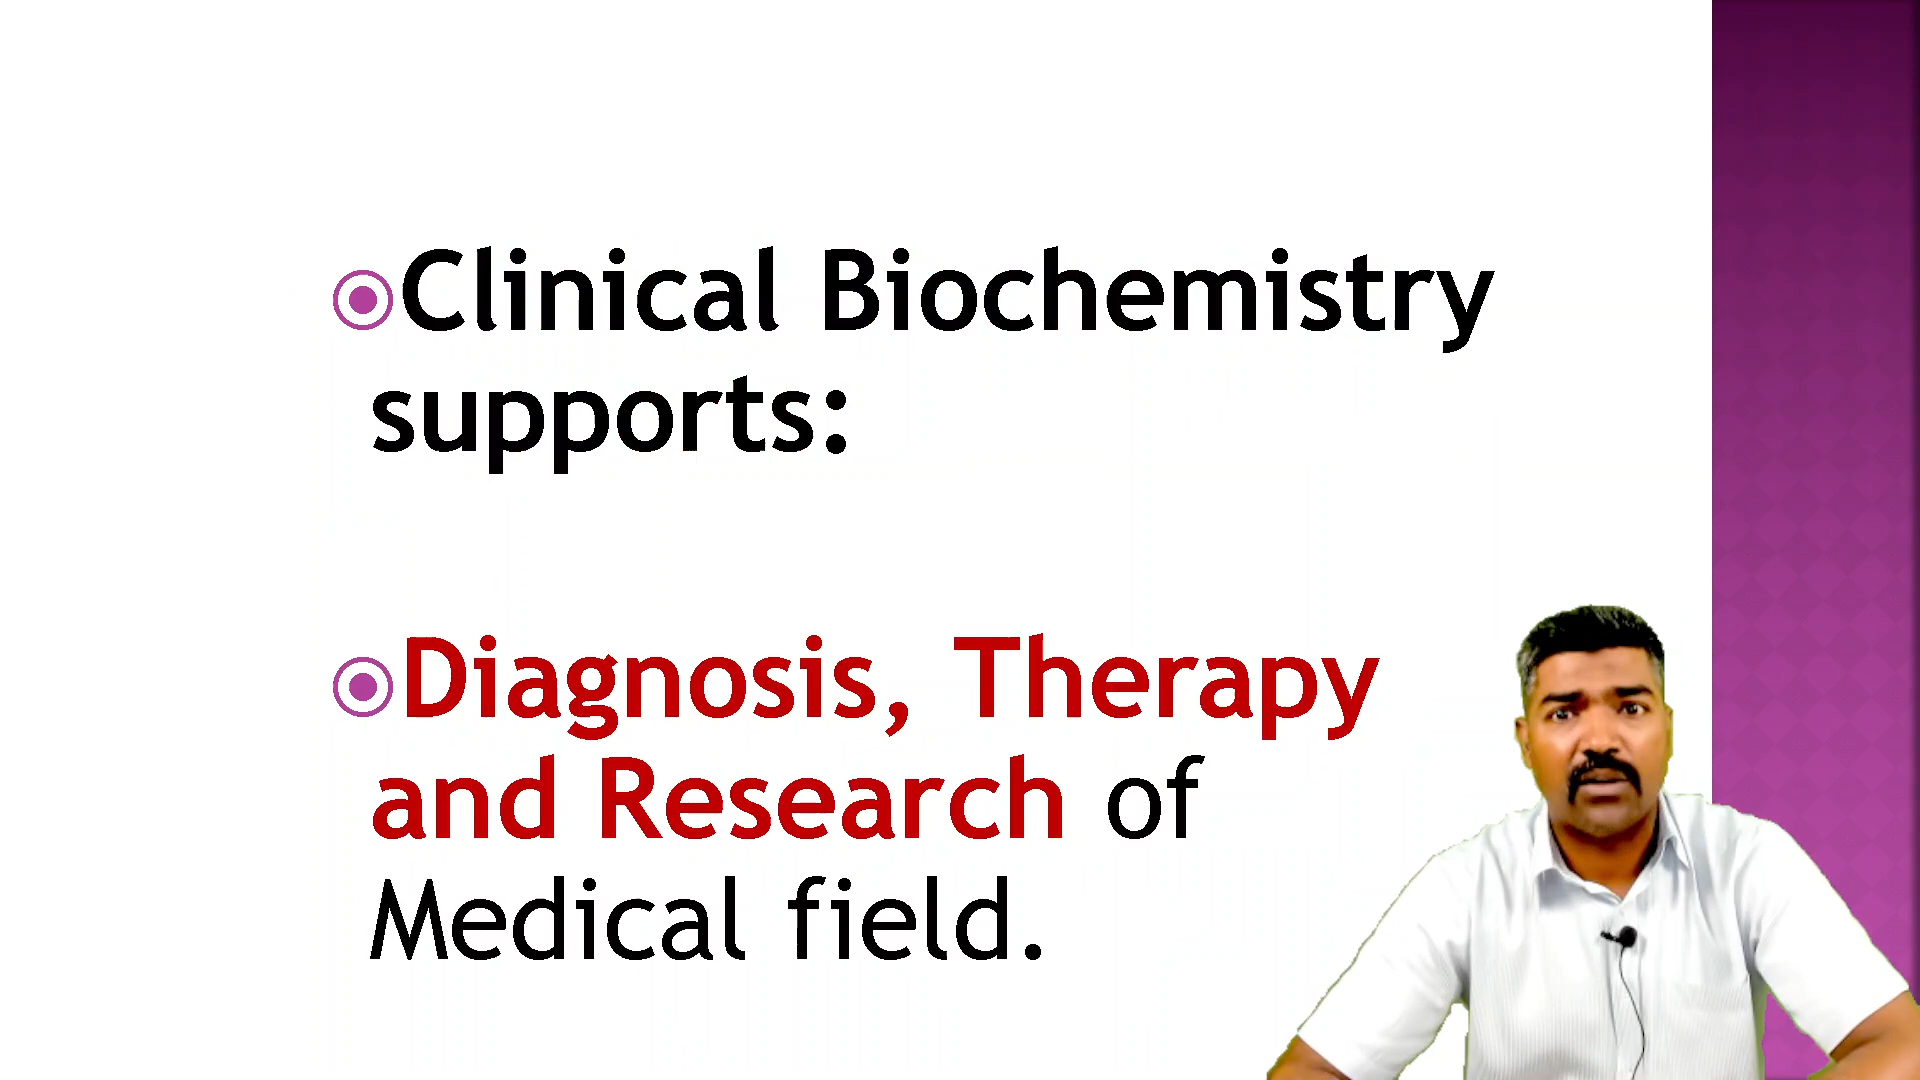 Clinical Biochemistry
supports:
Diagnosis, Therapy
and Research of
Medical field.